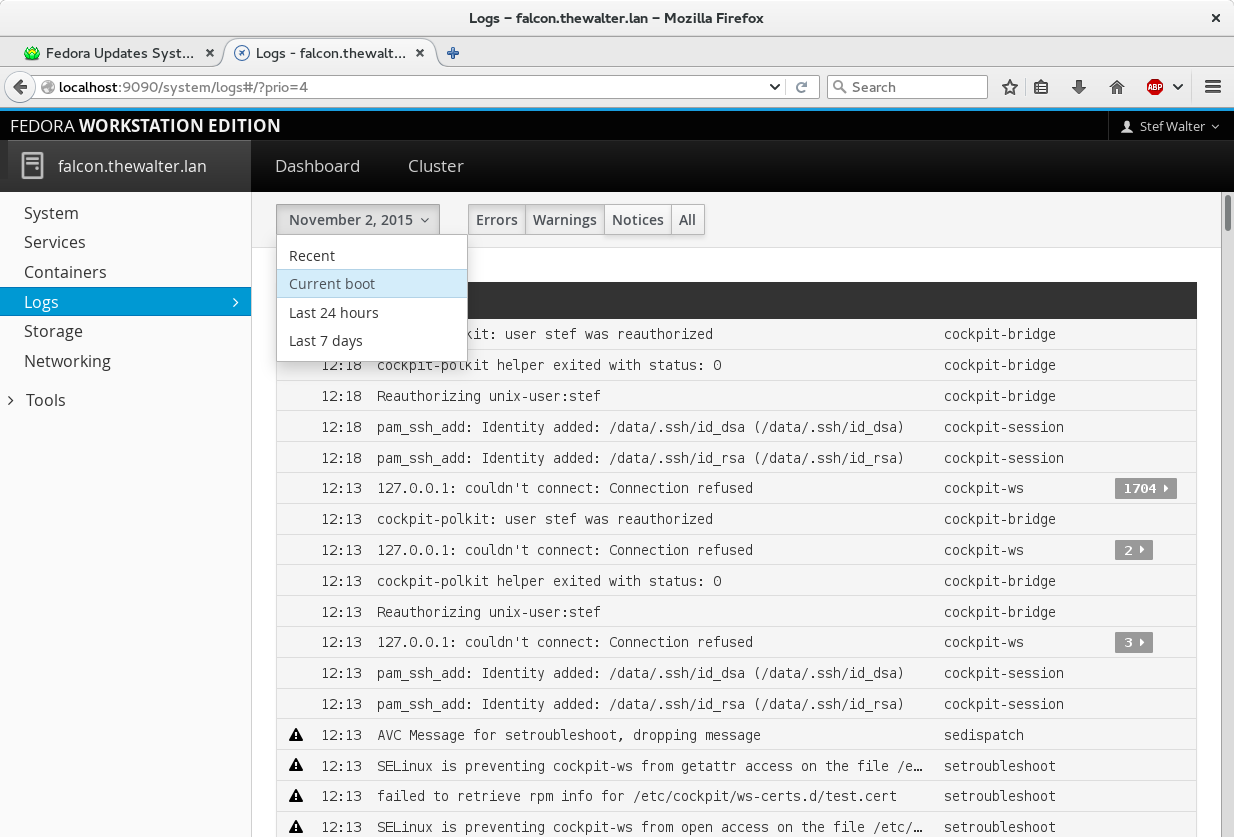 Logs – falcon.thewalter.lan – Mozilla Firefox
Fedora Updates Syst... Logs - falcon.thewalt...
localhost:9090/system/logs#/?prio=4 Search ABP
FEDORA WORKSTATION EDITION Stef Walter
falcon.thewalter.lan Dashboard Cluster
System
Services
Containers
Logs
Storage
Networking
Tools
November 2, 2015 Errors Warnings Notices All
Recent
Current boot
Last 24 hours
Last 7 days
kit: user stef was reauthorized cockpit-bridge
12:18 cockpit-polkit helper exited with status: 0 cockpit-bridge
12:18 Reauthorizing unix-user:stef cockpit-bridge
12:18 pam_ssh_add: Identity added: /data/.ssh/id_dsa (/data/.ssh/id_dsa) cockpit-session
12:18 pam_ssh_add: Identity added: /data/.ssh/id_rsa (/data/.ssh/id_rsa) cockpit-session
12:13 127.0.0.1: couldn't connect: Connection refused cockpit-ws 1704
12:13 cockpit-polkit: user stef was reauthorized cockpit-bridge
12:13 127.0.0.1: couldn't connect: Connection refused cockpit-ws 2
12:13 cockpit-polkit helper exited with status: 0 cockpit-bridge
12:13 Reauthorizing unix-user:stef cockpit-bridge
12:13 127.0.0.1: couldn't connect: Connection refused cockpit-ws 3
12:13 pam_ssh_add: Identity added: /data/.ssh/id_dsa (/data/.ssh/id_dsa) cockpit-session
12:13 pam_ssh_add: Identity added: /data/.ssh/id_rsa (/data/.ssh/id_rsa) cockpit-session
12:13 AVC Message for setroubleshoot, dropping message sedispatch
12:13 SELinux is preventing cockpit-ws from getattr access on the file /e… setroubleshoot
12:13 failed to retrieve rpm info for /etc/cockpit/ws-certs.d/test.cert setroubleshoot
12:13 SELinux is preventing cockpit-ws from open access on the file /etc/… setroubleshoot